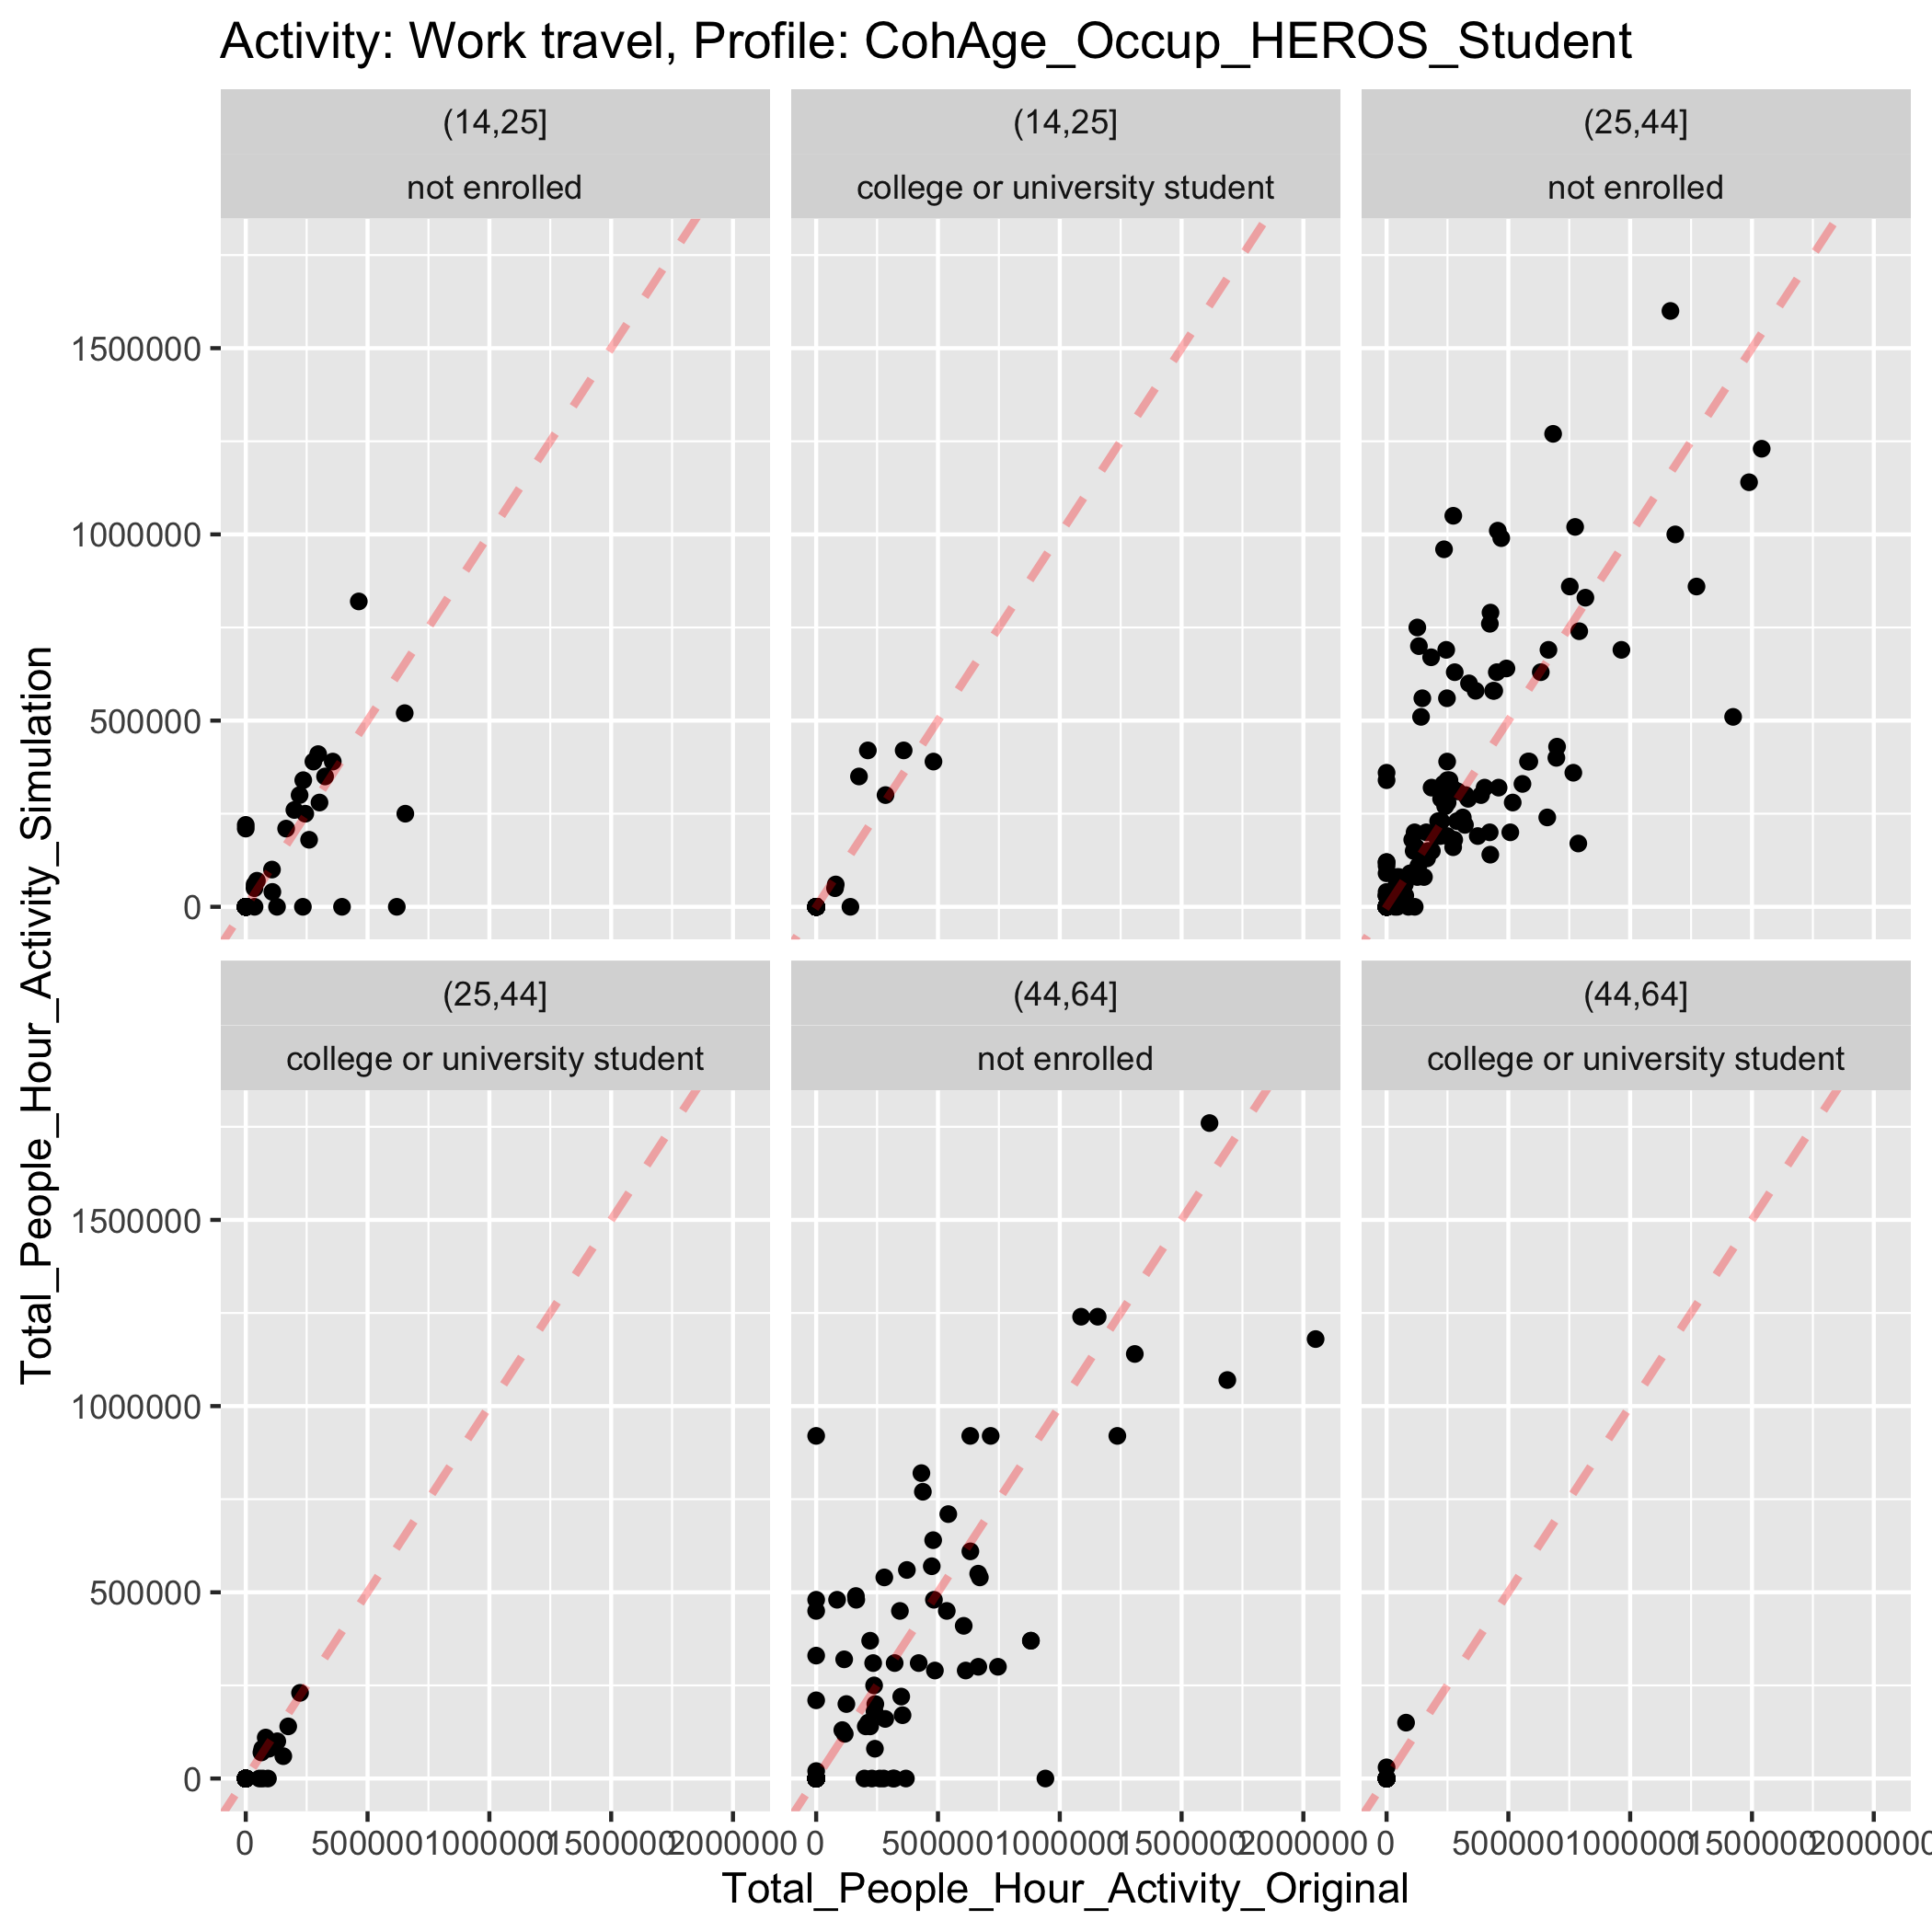 Activity: Work travel, Profile: CohAge_Occup_HEROS_Student
(14,25] (14,25] (25,44]
not enrolled college or university student not enrolled
1500000
1000000
500000
0
(25,44] (44,64] (44,64]
college or university student not enrolled college or university student
1500000
1000000
500000
0
0 500000 1000000 1500000 2000000 0 500000 1000000 1500000 2000000 0 500000 1000000 1500000 2000000
Total_People_Hour_Activity_Original
Total_People_Hour_Activity_Simulation